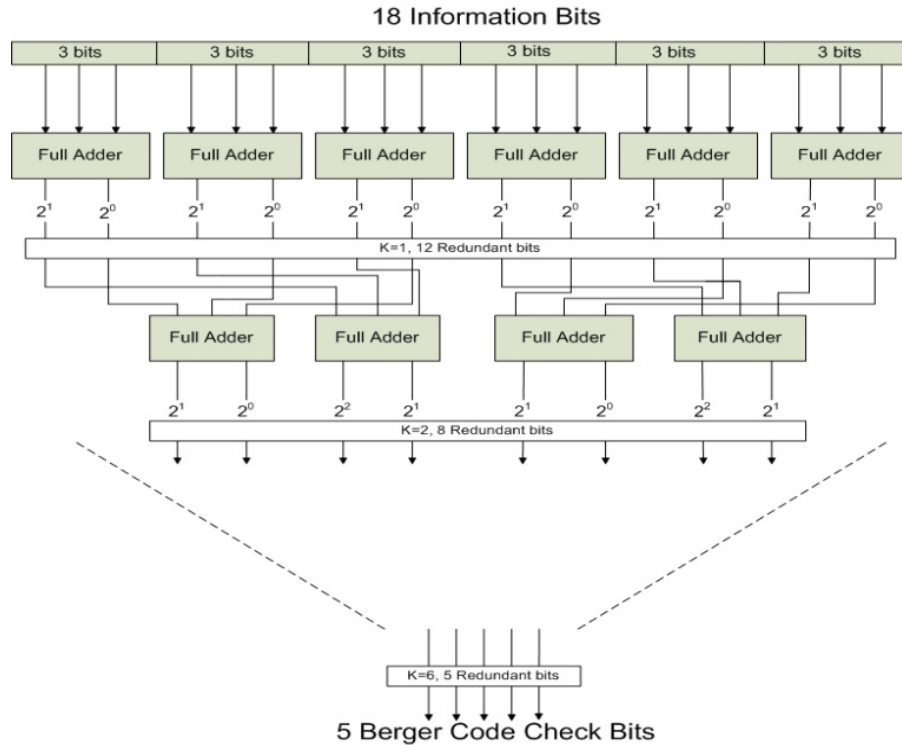 18 Information Bits
3 bits 3 bits 3 bits 3 bits 3 bits 3 bits
Full Adder Full Adder Full Adder Full Adder Full Adder Full Adder
2¹ 2⁰ 2¹ 2⁰ 2¹ 2⁰ 2¹ 2⁰ 2¹ 2⁰ 2¹ 2⁰
K=1, 12 Redundant bits
Full Adder Full Adder Full Adder Full Adder
2¹ 2⁰ 2² 2¹ 2¹ 2⁰ 2² 2¹
K=2, 8 Redundant bits
K=6, 5 Redundant bits
5 Berger Code Check Bits